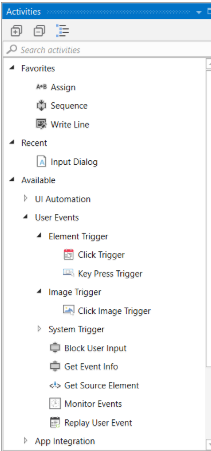 Activities
Search activities
Favorites
A+B Assign
Sequence
Write Line
Recent
Input Dialog
Available
UI Automation
User Events
Element Trigger
Click Trigger
Key Press Trigger
Image Trigger
Click Image Trigger
System Trigger
Block User Input
Get Event Info
Get Source Element
Monitor Events
Replay User Event
App Integration